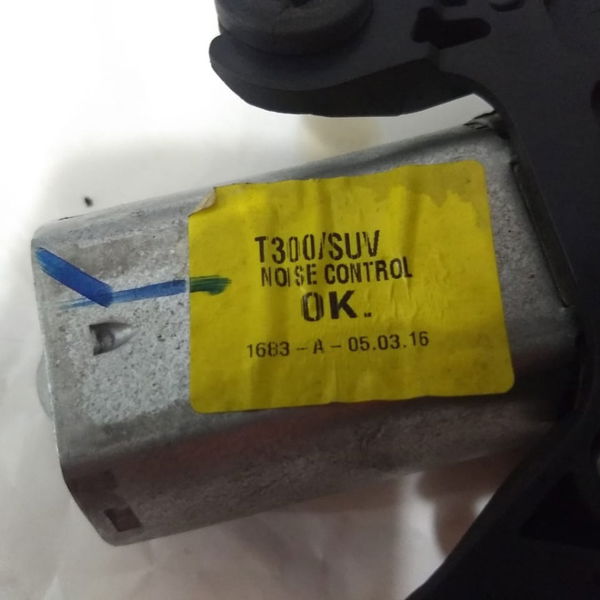 T300/SUV
NOISE CONTROL
OK.
1683 - A - 05.03.16